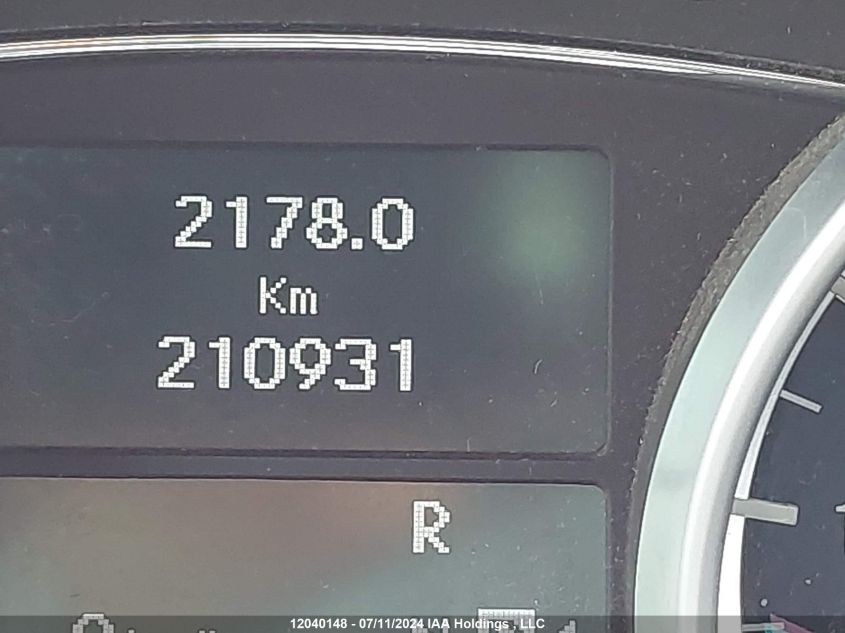 2178.0
Km
210931
R
12040148 - 07/11/2024 IAA Holdings , LLC